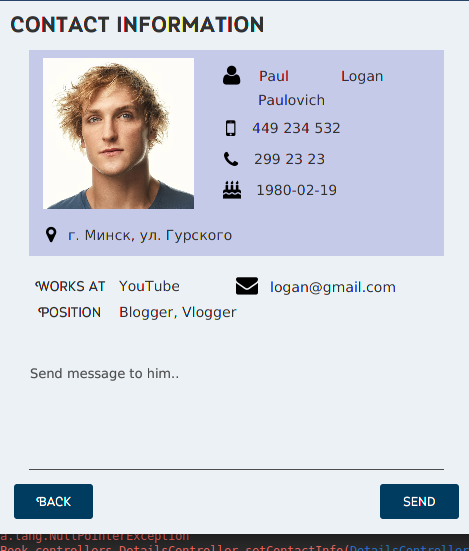 CONTACT INFORMATION
Paul Logan
Paulovich
449 234 532
299 23 23
1980-02-19
г. Минск, ул. Гурского
WORKS AT YouTube
logan@gmail.com
POSITION Blogger, Vlogger
Send message to him..
BACK SEND
a.lang.NullPointerException
Book.controllers.DetailsController.setContactInfo(DetailsController